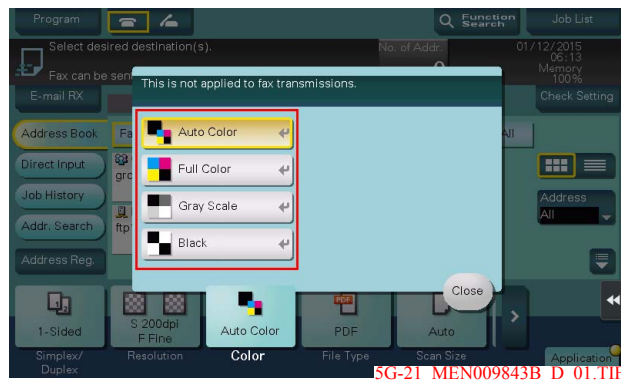 Program
Function Search
Job List
Select desired destination(s).
No. of Addr.
01/12/2015
06:13
Fax can be sen
Memory
100%
This is not applied to fax transmissions.
E-mail RX
Check Setting
Auto Color
Address Book
Fa
All
Full Color
Direct Input
gro
Gray Scale
Job History
Address
All
Addr. Search
ftp
Black
Address Reg.
Close
1-Sided
S 200dpi
F Fine
Auto Color
PDF
Auto
Simplex/
Duplex
Resolution
Color
File Type
Scan Size
Application
5G-21 MEN009843B D 01.TIF